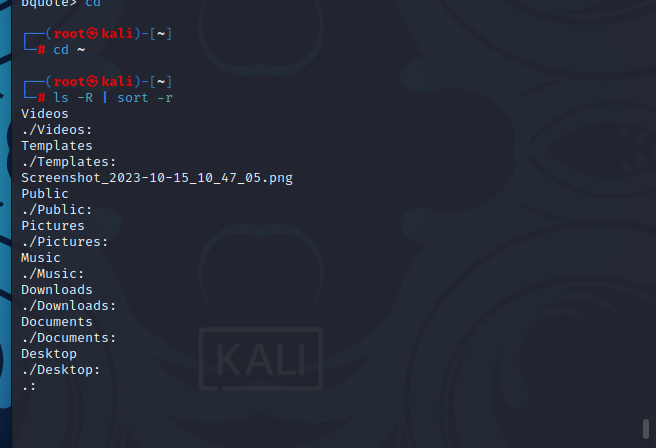 bquote> cd
┌──(root㉿kali)-[~]
└─# cd ~
┌──(root㉿kali)-[~]
└─# ls -R | sort -r
Videos
./Videos:
Templates
./Templates:
Screenshot_2023-10-15_10_47_05.png
Public
./Public:
Pictures
./Pictures:
Music
./Music:
Downloads
./Downloads:
Documents
./Documents:
Desktop
./Desktop:
.:
KALI